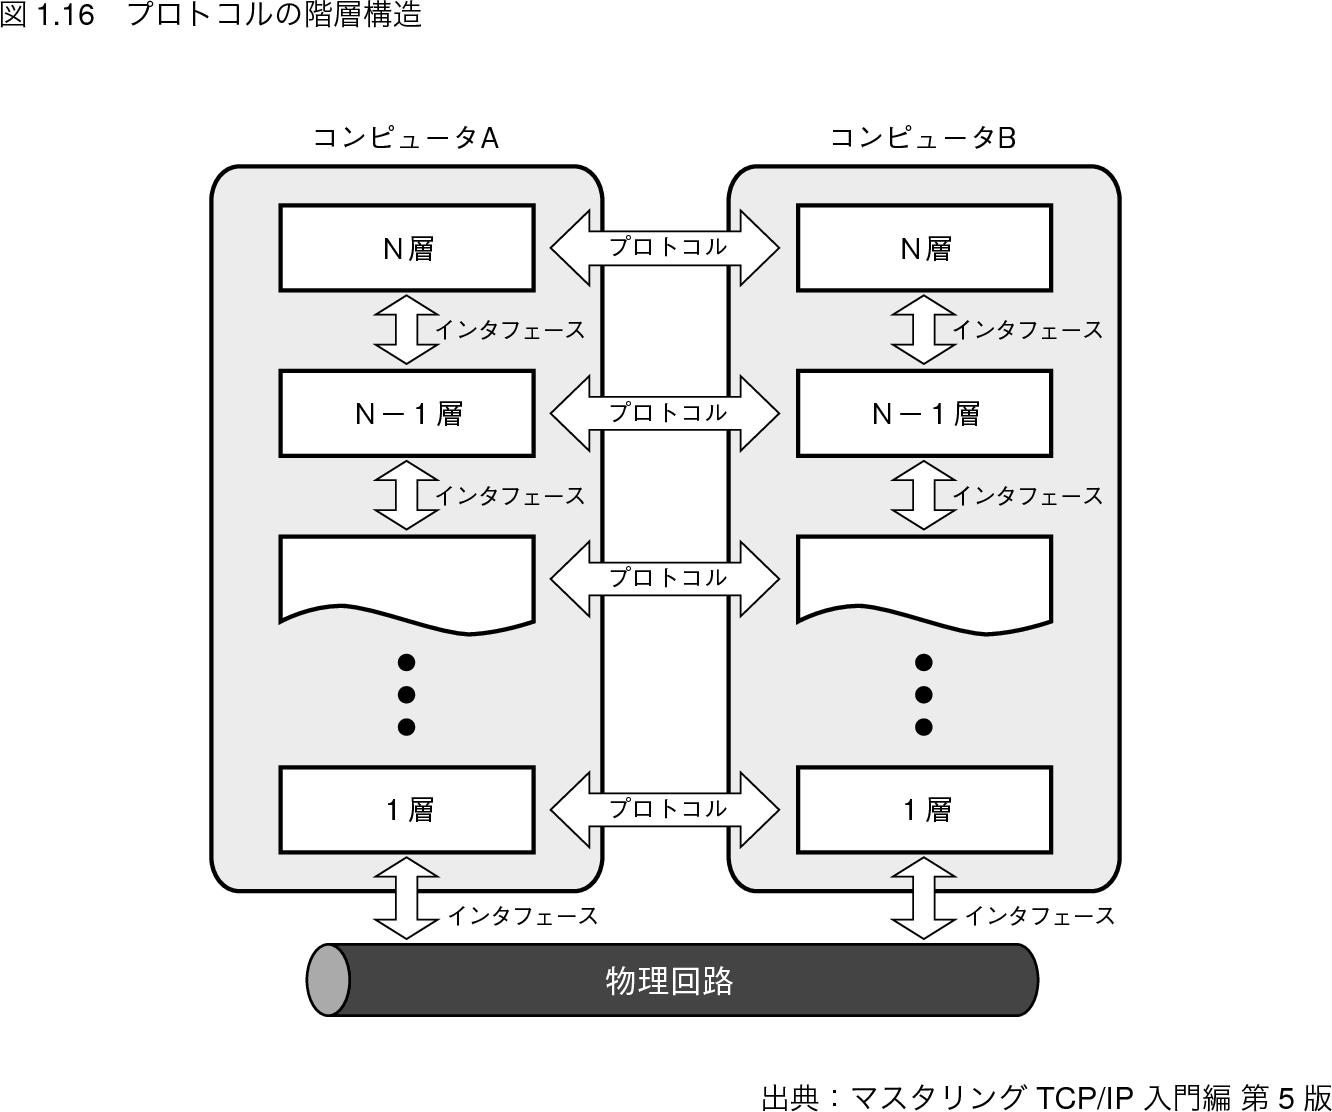 図 1.16　プロトコルの階層構造
コンピュータA
コンピュータB
N層
プロトコル
N層
インタフェース
インタフェース
N－1層
プロトコル
N－1層
インタフェース
インタフェース
プロトコル
1層
プロトコル
1層
インタフェース
インタフェース
物理回路
出典：マスタリング TCP/IP 入門編 第 5 版